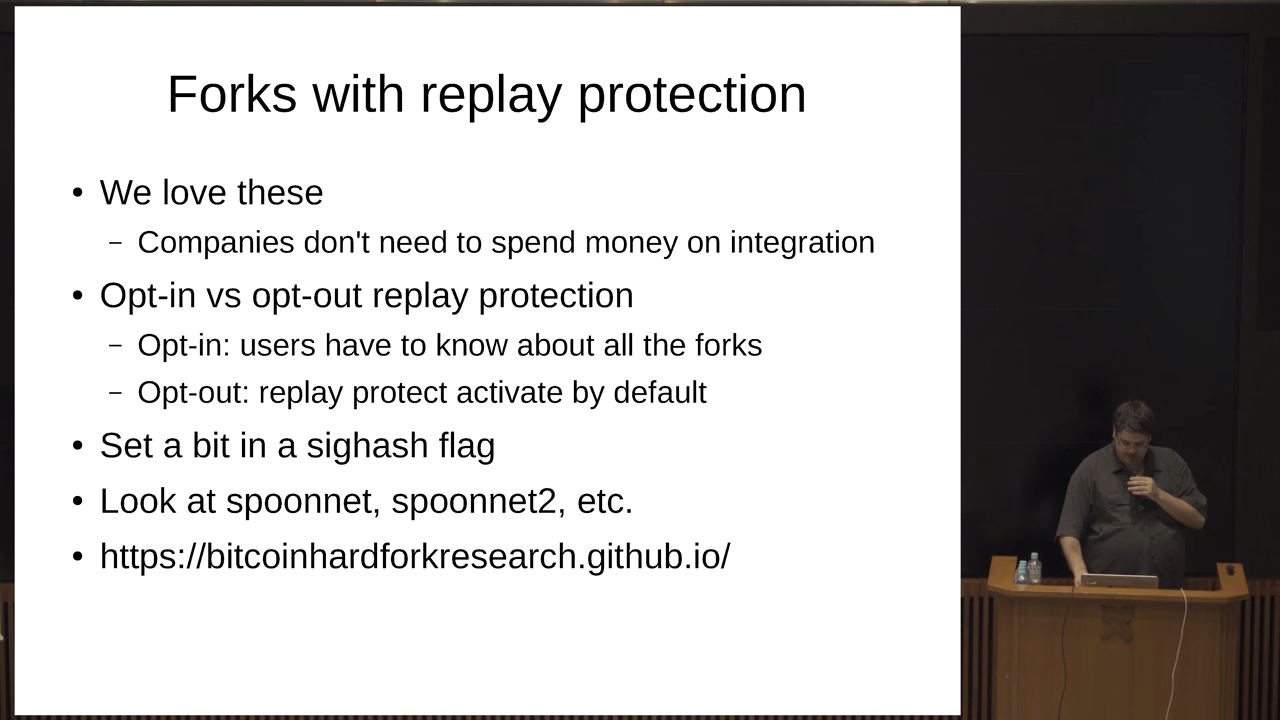 Forks with replay protection
• We love these
– Companies don't need to spend money on integration
• Opt-in vs opt-out replay protection
– Opt-in: users have to know about all the forks
– Opt-out: replay protect activate by default
• Set a bit in a sighash flag
• Look at spoonnet, spoonnet2, etc.
• https://bitcoinhardforkresearch.github.io/